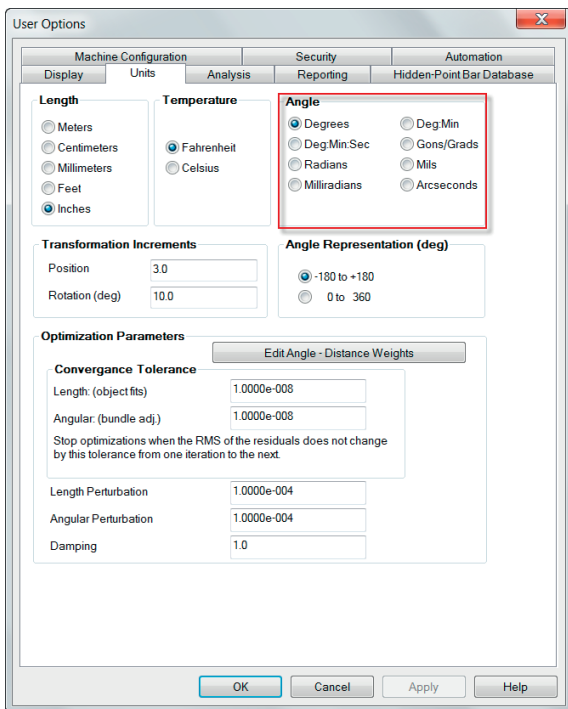 User Options
Machine Configuration Security Automation
Display Units Analysis Reporting Hidden-Point Bar Database
Length Temperature Angle
Meters
Centimeters
Millimeters
Feet
Inches
Fahrenheit
Celsius
Degrees Deg:Min
Deg:Min:Sec Gons/Grads
Radians Mils
Milliradians Arcseconds
Transformation Increments
Position 3.0
Rotation (deg) 10.0
Angle Representation (deg)
-180 to +180
0 to 360
Optimization Parameters
Edit Angle - Distance Weights
Convergance Tolerance
Length: (object fits) 1.0000e-008
Angular: (bundle adj.) 1.0000e-008
Stop optimizations when the RMS of the residuals does not change
by this tolerance from one iteration to the next.
Length Perturbation 1.0000e-004
Angular Perturbation 1.0000e-004
Damping 1.0
OK Cancel Apply Help